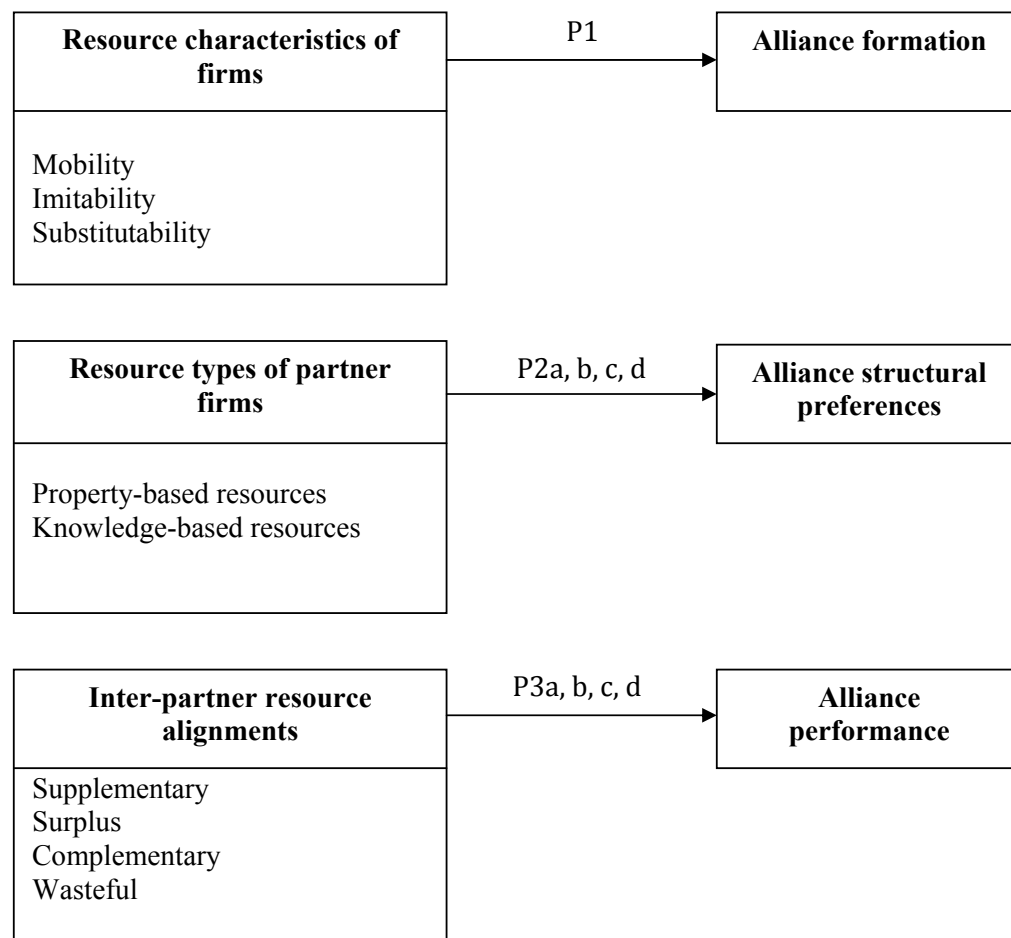 Resource characteristics of
firms
P1
Alliance formation
Mobility
Imitability
Substitutability
Resource types of partner
firms
P2a, b, c, d
Alliance structural
preferences
Property-based resources
Knowledge-based resources
Inter-partner resource
alignments
P3a, b, c, d
Alliance
performance
Supplementary
Surplus
Complementary
Wasteful